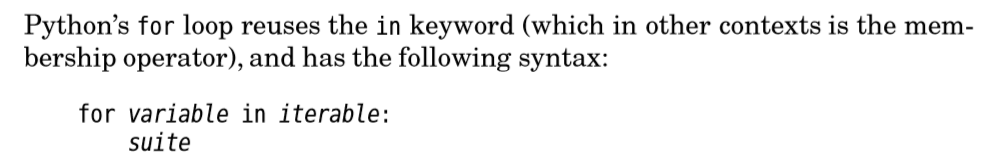 Python’s for loop reuses the in keyword (which in other contexts is the mem-
bership operator), and has the following syntax:
for variable in iterable:
suite